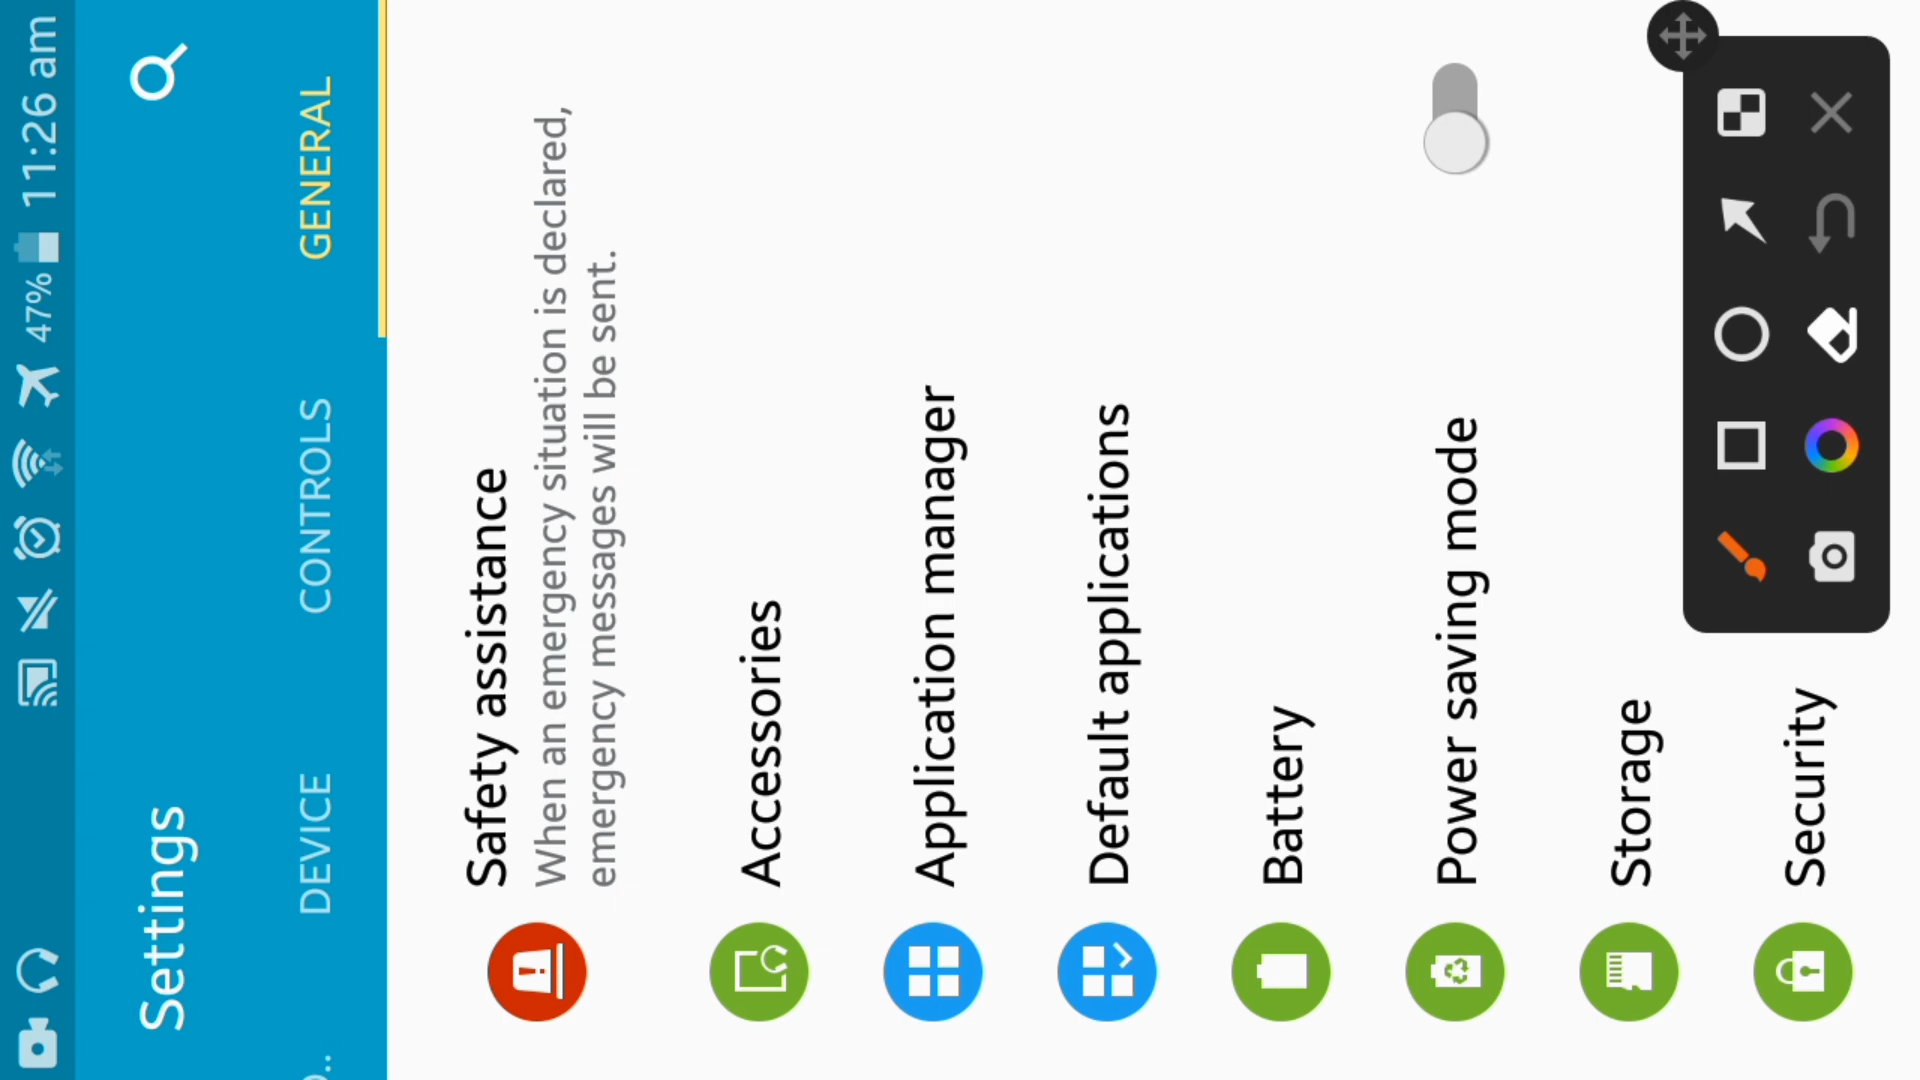 47% 11:26 am
Settings
DEVICE CONTROLS GENERAL
Safety assistance
When an emergency situation is declared,
emergency messages will be sent.
Accessories
Application manager
Default applications
Battery
Power saving mode
Storage
Security